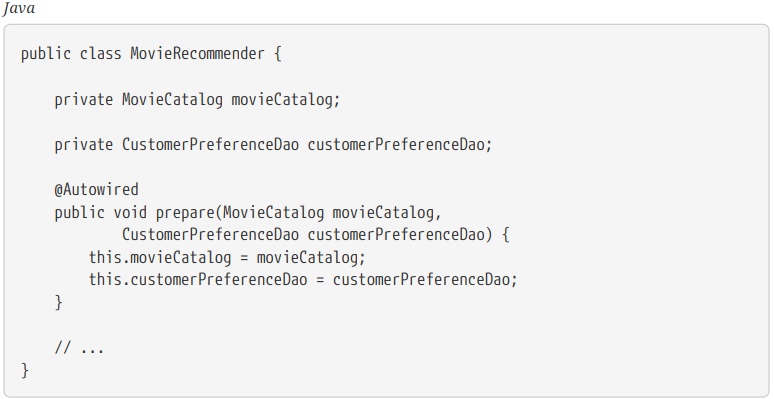 Java
public class MovieRecommender {
    private MovieCatalog movieCatalog;
    private CustomerPreferenceDao customerPreferenceDao;
    @Autowired
    public void prepare(MovieCatalog movieCatalog,
            CustomerPreferenceDao customerPreferenceDao) {
        this.movieCatalog = movieCatalog;
        this.customerPreferenceDao = customerPreferenceDao;
    }
    // ...
}